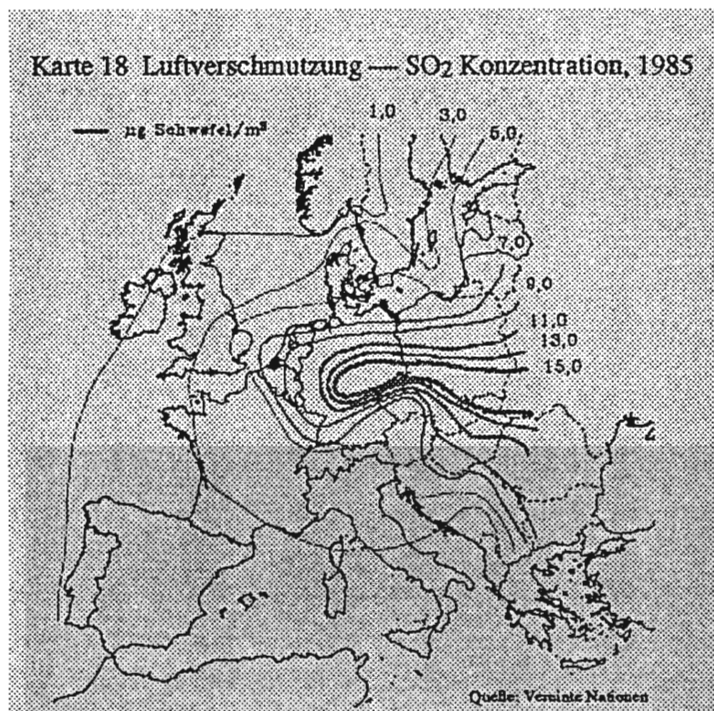 Karte 18 Luftverschmutzung — SO₂ Konzentration, 1985
µg Schwefel/m³
1,0
3,0
5,0
7,0
9,0
11,0
13,0
15,0
Quelle: Vereinte Nationen